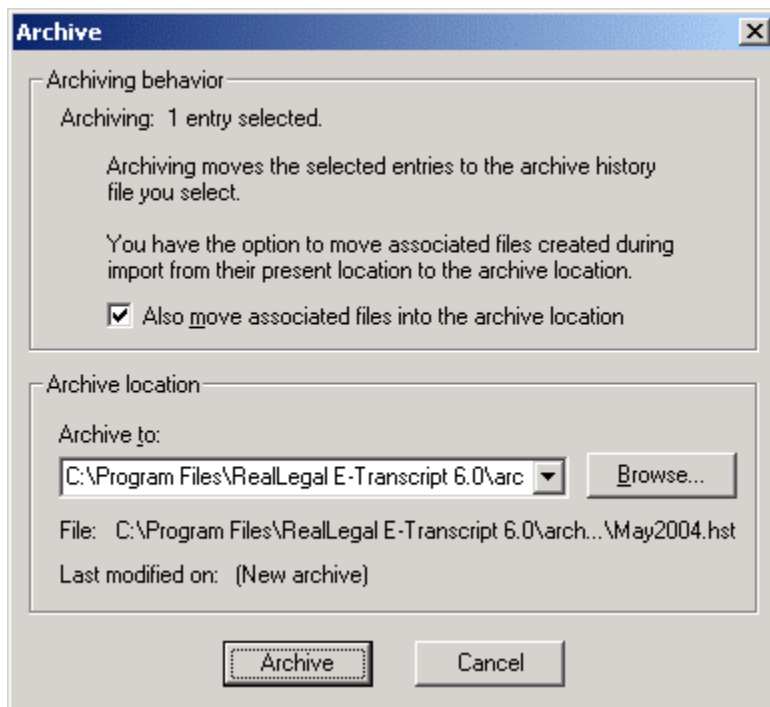 Archive
Archiving behavior
Archiving: 1 entry selected.
Archiving moves the selected entries to the archive history
file you select.
You have the option to move associated files created during
import from their present location to the archive location.
Also move associated files into the archive location
Archive location
Archive to:
C:\Program Files\RealLegal E-Transcript 6.0\arc
Browse...
File: C:\Program Files\RealLegal E-Transcript 6.0\arch...\May2004.hst
Last modified on: (New archive)
Archive Cancel